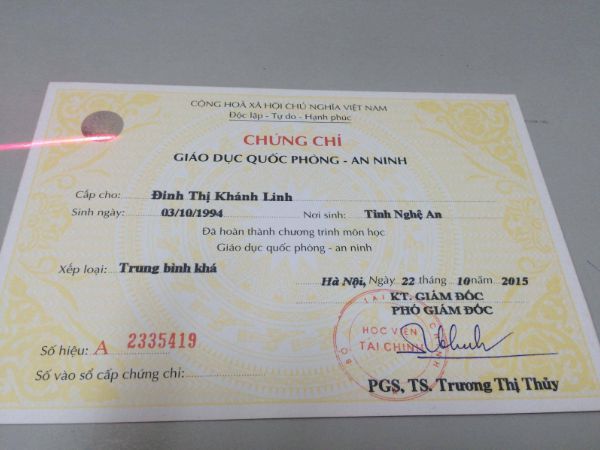 CỘNG HOÀ XÃ HỘI CHỦ NGHĨA VIỆT NAM
Độc lập - Tự do - Hạnh phúc
CHỨNG CHỈ
GIÁO DỤC QUỐC PHÒNG - AN NINH
Cấp cho: Đinh Thị Khánh Linh
Sinh ngày: 03/10/1994 Nơi sinh: Tỉnh Nghệ An
Đã hoàn thành chương trình môn học
Giáo dục quốc phòng - an ninh
Xếp loại: Trung bình khá
Hà Nội, Ngày 22 tháng 10 năm 2015
KT. GIÁM ĐỐC
PHÓ GIÁM ĐỐC
BỘ TÀI CHÍNH
HỌC VIỆN
TÀI CHÍNH
Số hiệu: A 2335419
Số vào sổ cấp chứng chỉ:
PGS, TS. Trương Thị Thủy